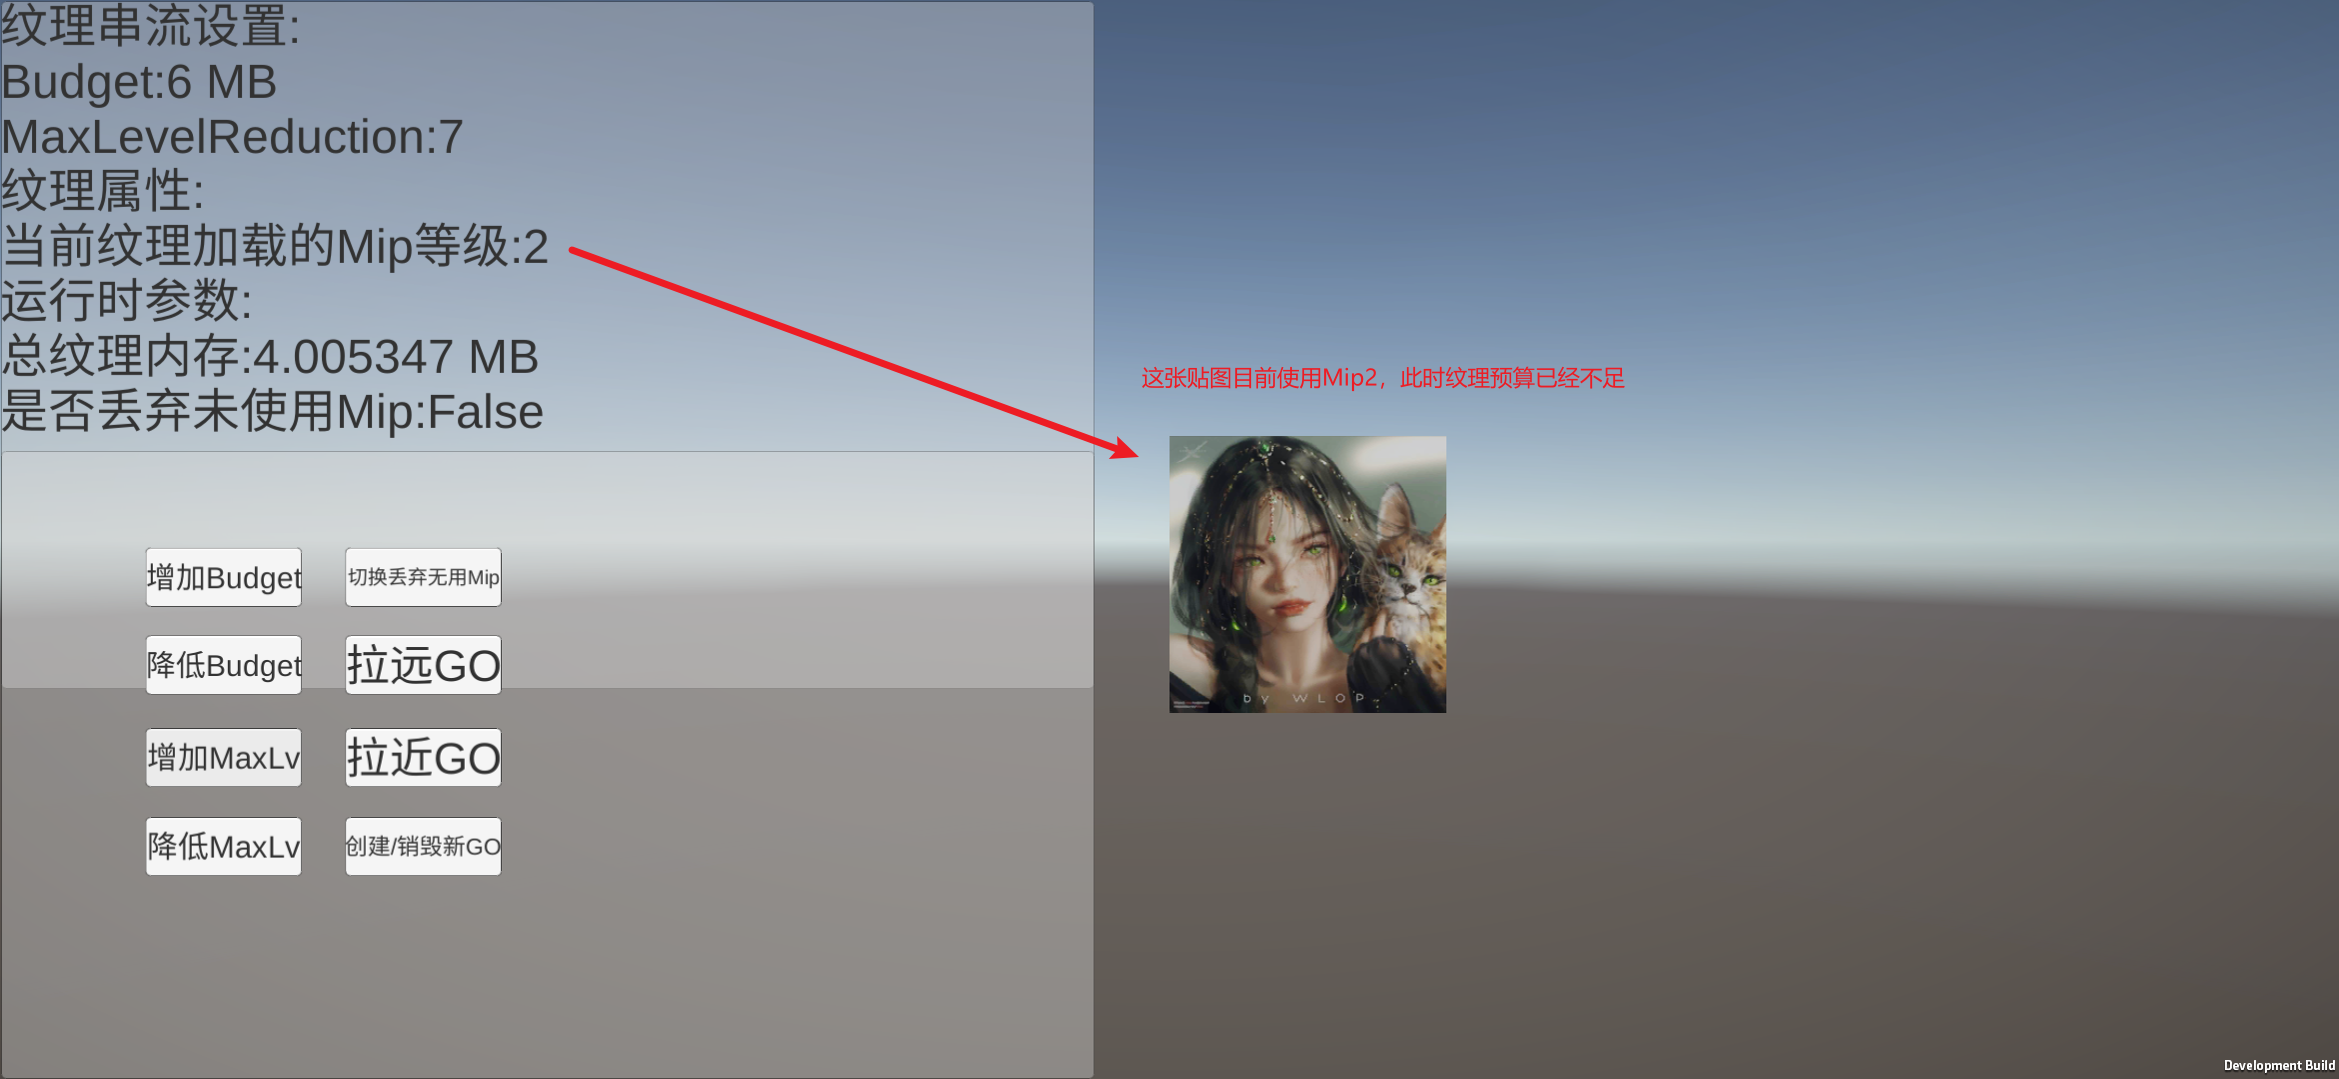 纹理串流设置:
Budget:6 MB
MaxLevelReduction:7
纹理属性:
当前纹理加载的Mip等级:2
运行时参数:
总纹理内存:4.005347 MB
是否丢弃未使用Mip:False
这张贴图目前使用Mip2，此时纹理预算已经不足
by WLOP
增加Budget
切换丢弃无用Mip
降低Budget
拉远GO
增加MaxLv
拉近GO
降低MaxLv
创建/销毁新GO
Development Build